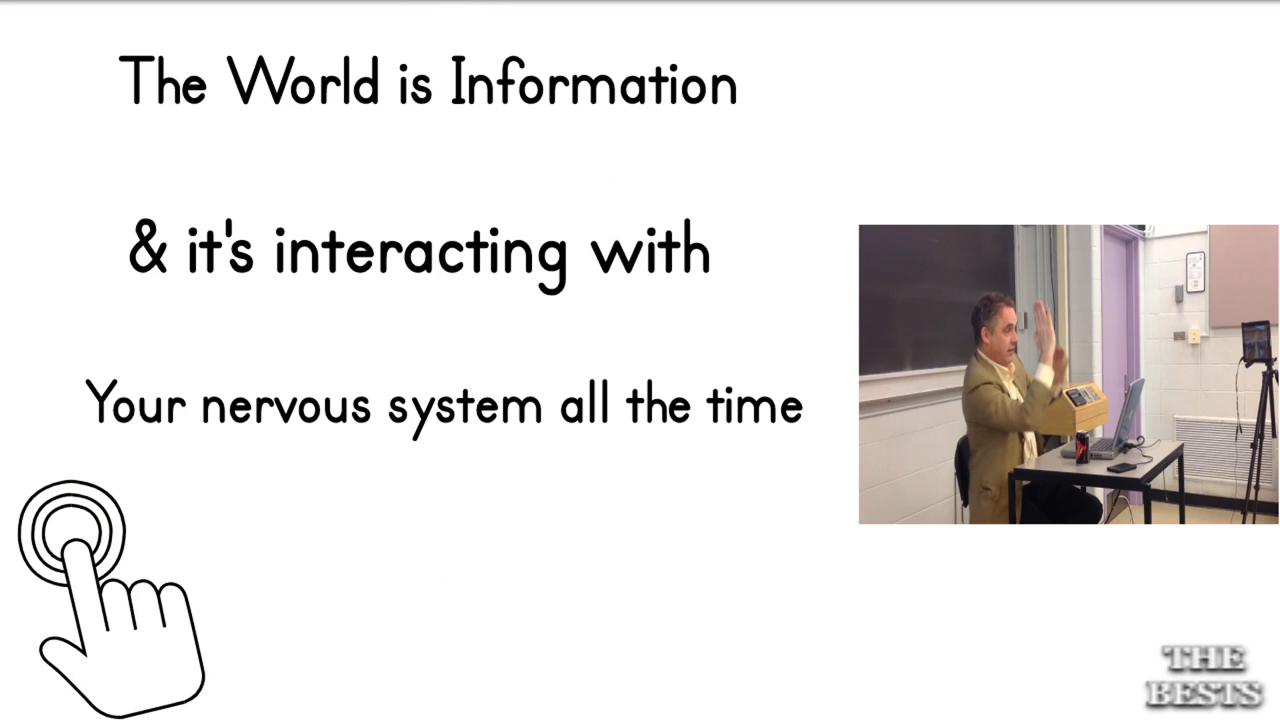 The World is Information
& it's interacting with
Your nervous system all the time
THE
BESTS